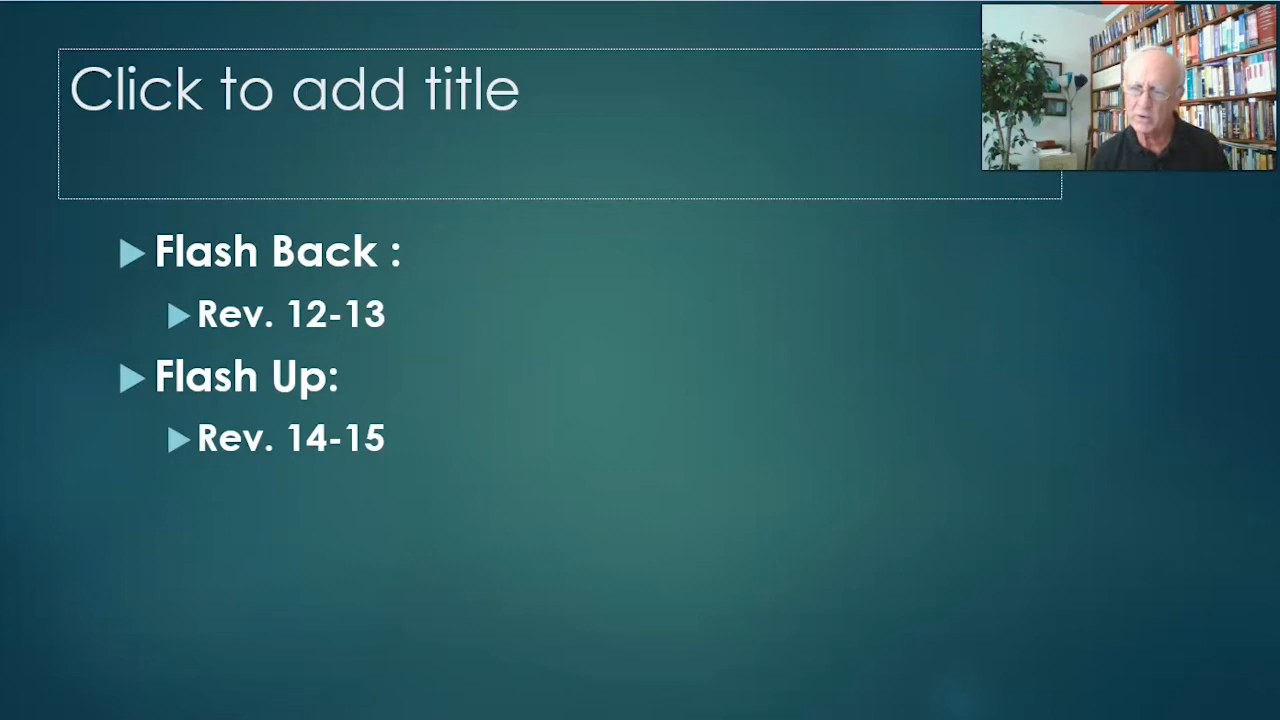 Click to add title
Flash Back :
Rev. 12-13
Flash Up:
Rev. 14-15